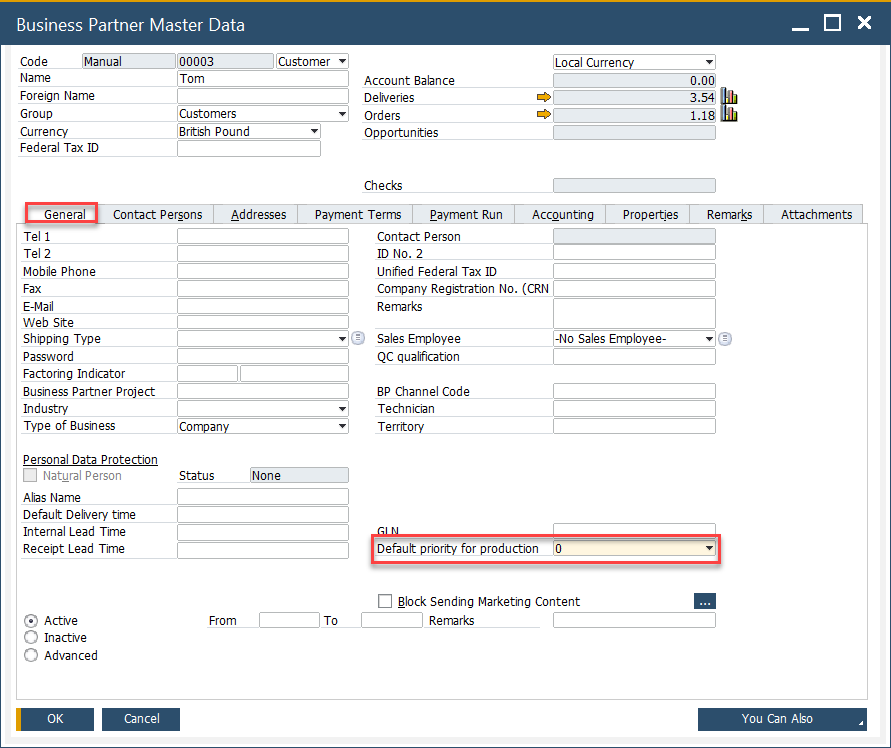 Business Partner Master Data
Code Manual 00003 Customer Local Currency
Name Tom Account Balance 0.00
Foreign Name Deliveries 3.54
Group Customers Orders 1.18
Currency British Pound Opportunities
Federal Tax ID
Checks
General Contact Persons Addresses Payment Terms Payment Run Accounting Properties Remarks Attachments
Tel 1 Contact Person
Tel 2 ID No. 2
Mobile Phone Unified Federal Tax ID
Fax Company Registration No. (CRN
E-Mail Remarks
Web Site
Shipping Type Sales Employee -No Sales Employee-
Password QC qualification
Factoring Indicator
Business Partner Project BP Channel Code
Industry Technician
Type of Business Company Territory
Personal Data Protection
Natural Person Status None
Alias Name
Default Delivery time
Internal Lead Time GLN
Receipt Lead Time Default priority for production 0
Block Sending Marketing Content ...
Active From To Remarks
Inactive
Advanced
OK Cancel You Can Also